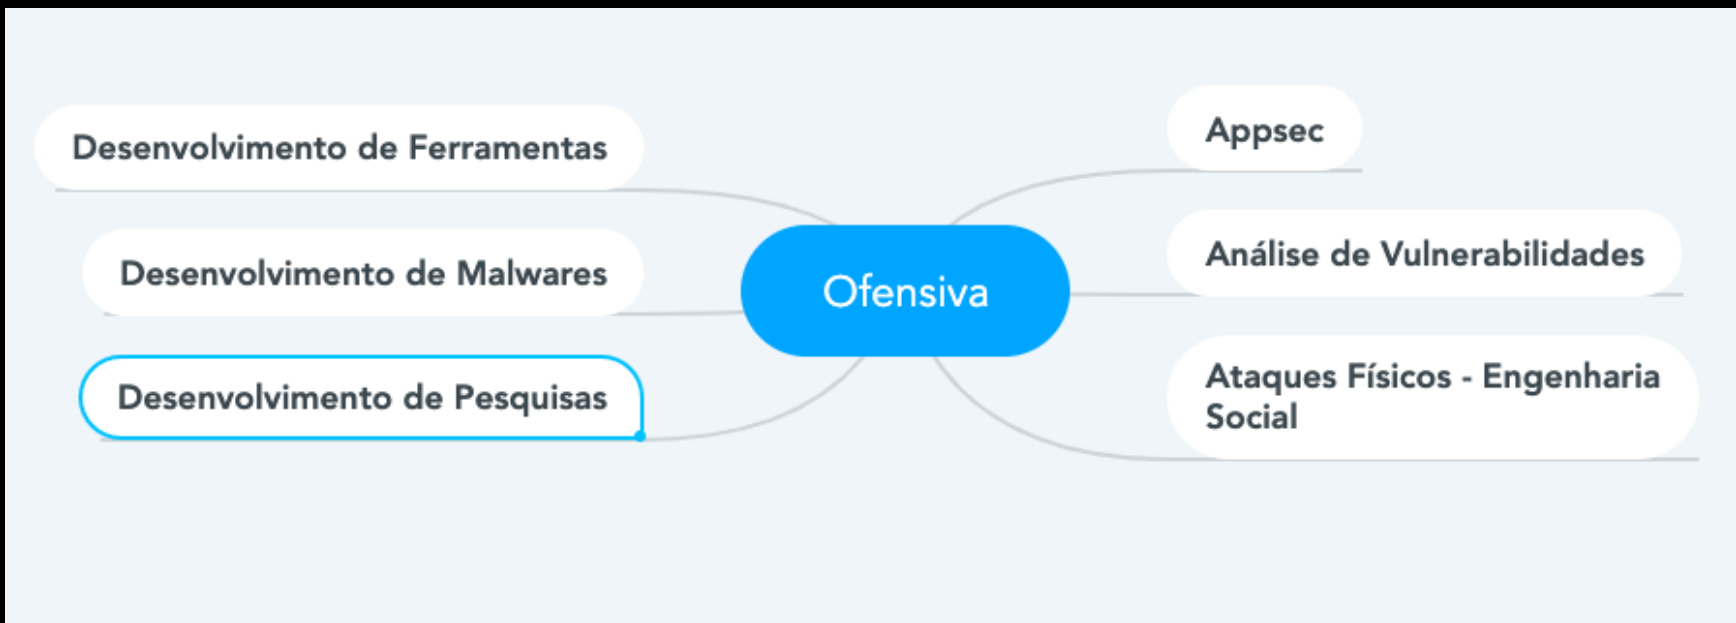 Desenvolvimento de Ferramentas
Desenvolvimento de Malwares
Desenvolvimento de Pesquisas
Ofensiva
Appsec
Análise de Vulnerabilidades
Ataques Físicos - Engenharia
Social